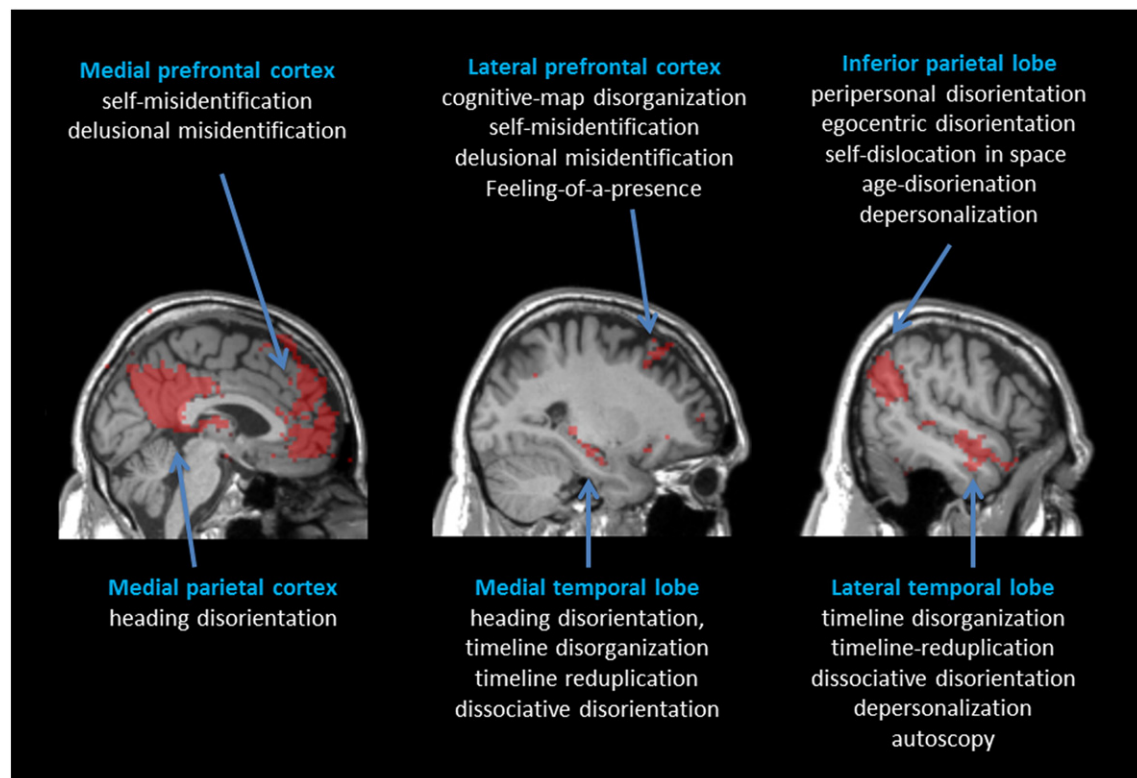 Medial prefrontal cortex
self-misidentification
delusional misidentification
Lateral prefrontal cortex
cognitive-map disorganization
self-misidentification
delusional misidentification
Feeling-of-a-presence
Inferior parietal lobe
peripersonal disorientation
egocentric disorientation
self-dislocation in space
age-disorienation
depersonalization
Medial parietal cortex
heading disorientation
Medial temporal lobe
heading disorientation,
timeline disorganization
timeline reduplication
dissociative disorientation
Lateral temporal lobe
timeline disorganization
timeline-reduplication
dissociative disorientation
depersonalization
autoscopy